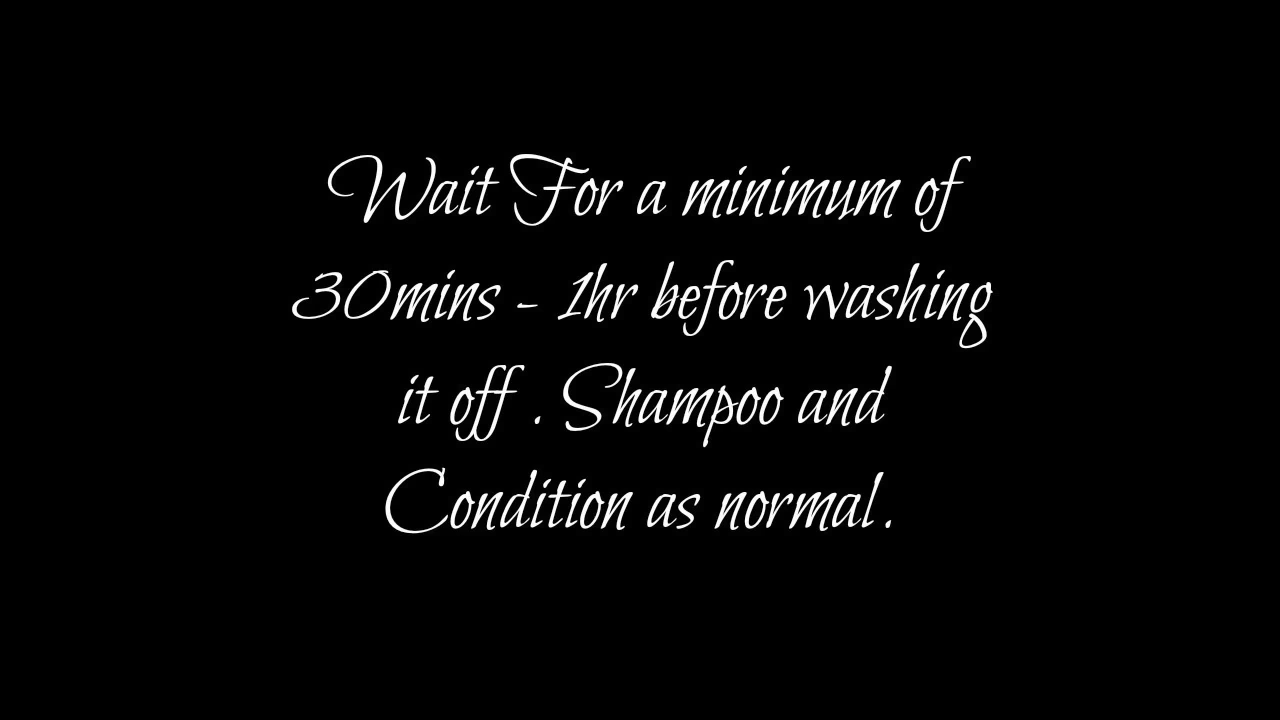 Wait For a minimum of
30mins - 1hr before washing
it off . Shampoo and
Condition as normal.